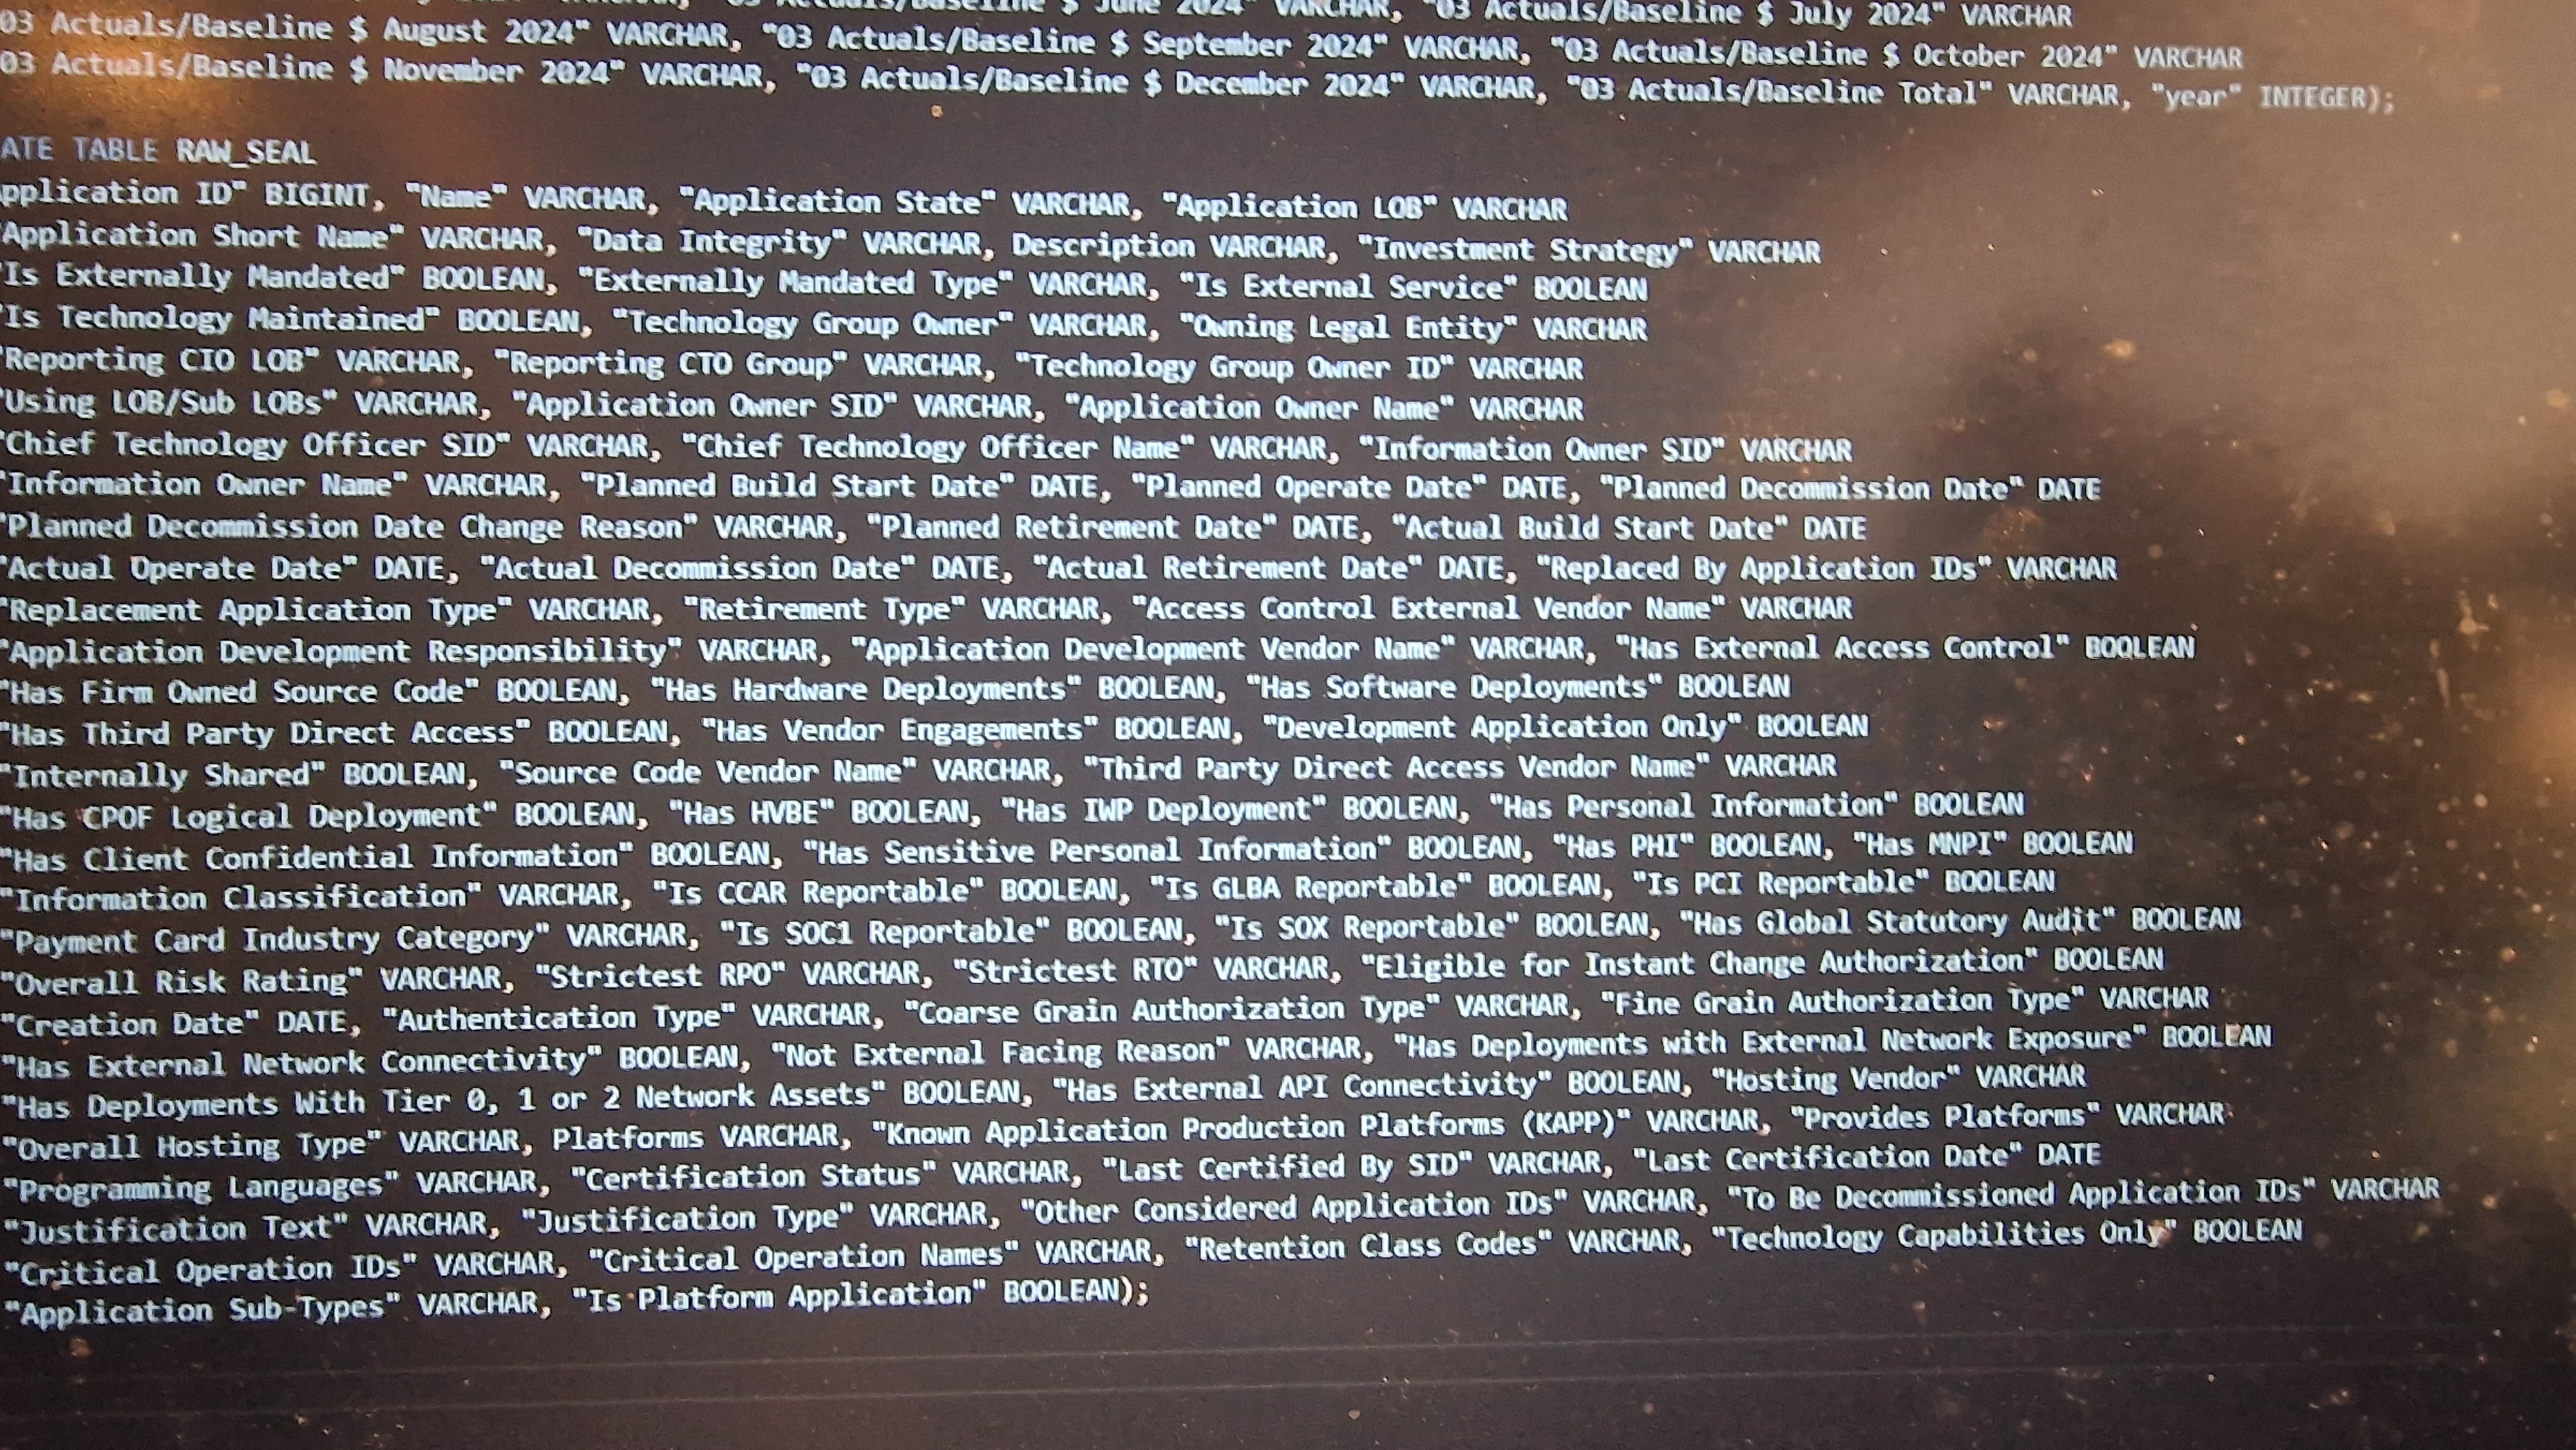 03 Actuals/Baseline $ June 2024" VARCHAR, "03 Actuals/Baseline $ July 2024" VARCHAR
03 Actuals/Baseline $ August 2024" VARCHAR, "03 Actuals/Baseline $ September 2024" VARCHAR, "03 Actuals/Baseline $ October 2024" VARCHAR
03 Actuals/Baseline $ November 2024" VARCHAR, "03 Actuals/Baseline $ December 2024" VARCHAR, "03 Actuals/Baseline Total" VARCHAR, "year" INTEGER);
ATE TABLE RAW_SEAL
pplication ID" BIGINT, "Name" VARCHAR, "Application State" VARCHAR, "Application LOB" VARCHAR
"Application Short Name" VARCHAR, "Data Integrity" VARCHAR, Description VARCHAR, "Investment Strategy" VARCHAR
"Is Externally Mandated" BOOLEAN, "Externally Mandated Type" VARCHAR, "Is External Service" BOOLEAN
"Is Technology Maintained" BOOLEAN, "Technology Group Owner" VARCHAR, "Owning Legal Entity" VARCHAR
"Reporting CIO LOB" VARCHAR, "Reporting CTO Group" VARCHAR, "Technology Group Owner ID" VARCHAR
"Using LOB/Sub LOBs" VARCHAR, "Application Owner SID" VARCHAR, "Application Owner Name" VARCHAR
"Chief Technology Officer SID" VARCHAR, "Chief Technology Officer Name" VARCHAR, "Information Owner SID" VARCHAR
"Information Owner Name" VARCHAR, "Planned Build Start Date" DATE, "Planned Operate Date" DATE, "Planned Decommission Date" DATE
"Planned Decommission Date Change Reason" VARCHAR, "Planned Retirement Date" DATE, "Actual Build Start Date" DATE
"Actual Operate Date" DATE, "Actual Decommission Date" DATE, "Actual Retirement Date" DATE, "Replaced By Application IDs" VARCHAR
"Replacement Application Type" VARCHAR, "Retirement Type" VARCHAR, "Access Control External Vendor Name" VARCHAR
"Application Development Responsibility" VARCHAR, "Application Development Vendor Name" VARCHAR, "Has External Access Control" BOOLEAN
"Has Firm Owned Source Code" BOOLEAN, "Has Hardware Deployments" BOOLEAN, "Has Software Deployments" BOOLEAN
"Has Third Party Direct Access" BOOLEAN, "Has Vendor Engagements" BOOLEAN, "Development Application Only" BOOLEAN
"Internally Shared" BOOLEAN, "Source Code Vendor Name" VARCHAR, "Third Party Direct Access Vendor Name" VARCHAR
"Has CPOF Logical Deployment" BOOLEAN, "Has HVBE" BOOLEAN, "Has IWP Deployment" BOOLEAN, "Has Personal Information" BOOLEAN
"Has Client Confidential Information" BOOLEAN, "Has Sensitive Personal Information" BOOLEAN, "Has PHI" BOOLEAN, "Has MNPI" BOOLEAN
"Information Classification" VARCHAR, "Is CCAR Reportable" BOOLEAN, "Is GLBA Reportable" BOOLEAN, "Is PCI Reportable" BOOLEAN
"Payment Card Industry Category" VARCHAR, "Is SOC1 Reportable" BOOLEAN, "Is SOX Reportable" BOOLEAN, "Has Global Statutory Audit" BOOLEAN
"Overall Risk Rating" VARCHAR, "Strictest RPO" VARCHAR, "Strictest RTO" VARCHAR, "Eligible for Instant Change Authorization" BOOLEAN
"Creation Date" DATE, "Authentication Type" VARCHAR, "Coarse Grain Authorization Type" VARCHAR, "Fine Grain Authorization Type" VARCHAR
"Has External Network Connectivity" BOOLEAN, "Not External Facing Reason" VARCHAR, "Has Deployments with External Network Exposure" BOOLEAN
"Has Deployments With Tier 0, 1 or 2 Network Assets" BOOLEAN, "Has External API Connectivity" BOOLEAN, "Hosting Vendor" VARCHAR
"Overall Hosting Type" VARCHAR, Platforms VARCHAR, "Known Application Production Platforms (KAPP)" VARCHAR, "Provides Platforms" VARCHAR
"Programming Languages" VARCHAR, "Certification Status" VARCHAR, "Last Certified By SID" VARCHAR, "Last Certification Date" DATE
"Justification Text" VARCHAR, "Justification Type" VARCHAR, "Other Considered Application IDs" VARCHAR, "To Be Decommissioned Application IDs" VARCHAR
"Critical Operation IDs" VARCHAR, "Critical Operation Names" VARCHAR, "Retention Class Codes" VARCHAR, "Technology Capabilities Only" BOOLEAN
"Application Sub-Types" VARCHAR, "Is Platform Application" BOOLEAN);